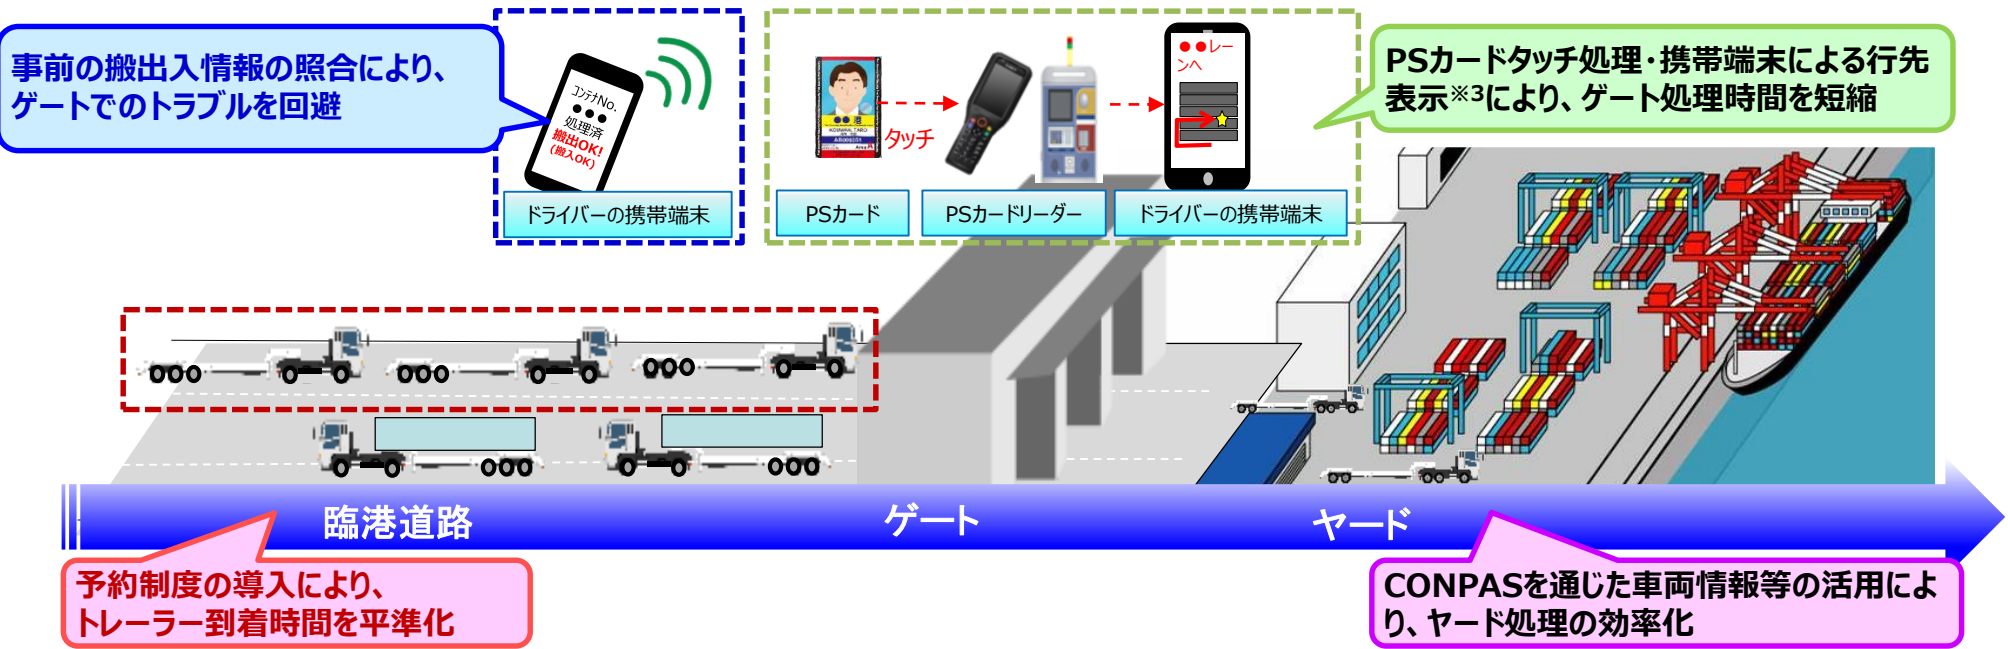 事前の搬出入情報の照合により、
ゲートでのトラブルを回避
コンテナNo.
●●●
処理済
搬出OK!
(搬入OK)
ドライバーの携帯端末
●●港
タッチ
PSカード
PSカードリーダー
●●レー
ンへ
ドライバーの携帯端末
PSカードタッチ処理・携帯端末による行先
表示※3により、ゲート処理時間を短縮
臨港道路
ゲート
ヤード
予約制度の導入により、
トレーラー到着時間を平準化
CONPASを通じた車両情報等の活用によ
り、ヤード処理の効率化